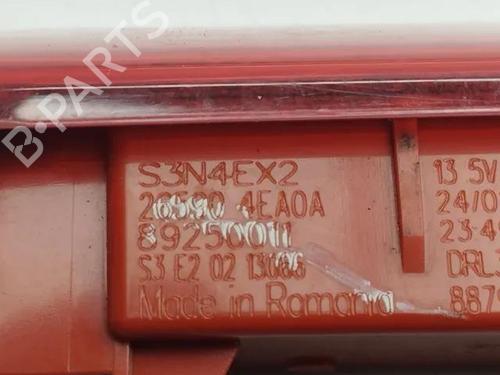 B-PARTS
S3N4EX2
26590 4EA0A
89250011
S3 E2 02 13086
Made in Romania
13 5V
24/0
23-4
DRL
887